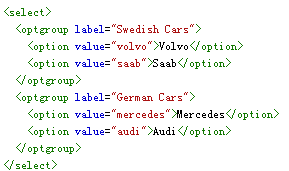 <select>
  <optgroup label="Swedish Cars">
    <option value="volvo">Volvo</option>
    <option value="saab">Saab</option>
  </optgroup>
  <optgroup label="German Cars">
    <option value="mercedes">Mercedes</option>
    <option value="audi">Audi</option>
  </optgroup>
</select>